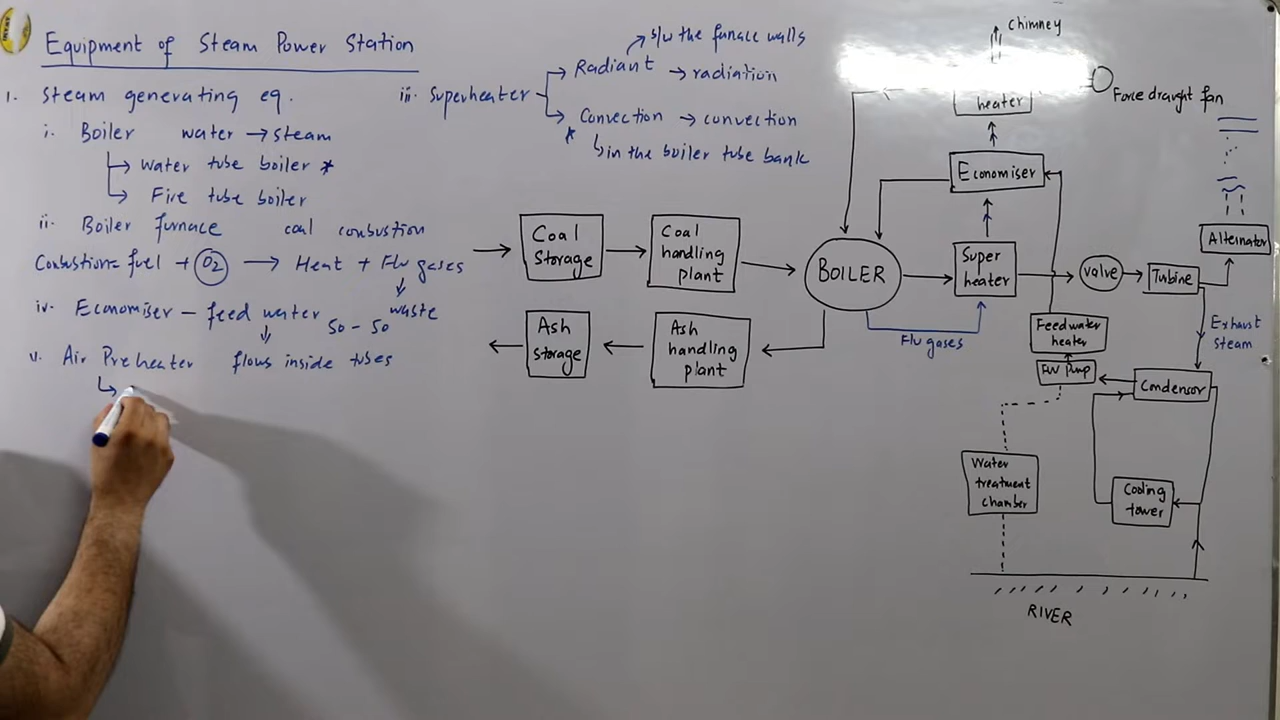 Equipment of Steam Power Station
1. Steam generating eq.
i. Boiler water → steam
→ water tube boiler *
→ Fire tube boiler
ii. Boiler furnace coal combustion
Combustion = fuel + O2 → Heat + Flu gases
waste
iv. Economiser – feed water 50 - 50
v. Air Preheater flows inside tubes
iii. Superheater
Radiant → radiation
b/w the furnace walls
* Convection → convection
in the boiler tube bank
chimney
heater
Force draught fan
Economiser
Alternator
Coal Storage
Coal handling plant
BOILER
Super heater
valve
Turbine
Flu gases
Exhaust steam
Ash storage
Ash handling plant
Feedwater heater
FW Pump
Condensor
Water treatment chamber
Cooling tower
RIVER